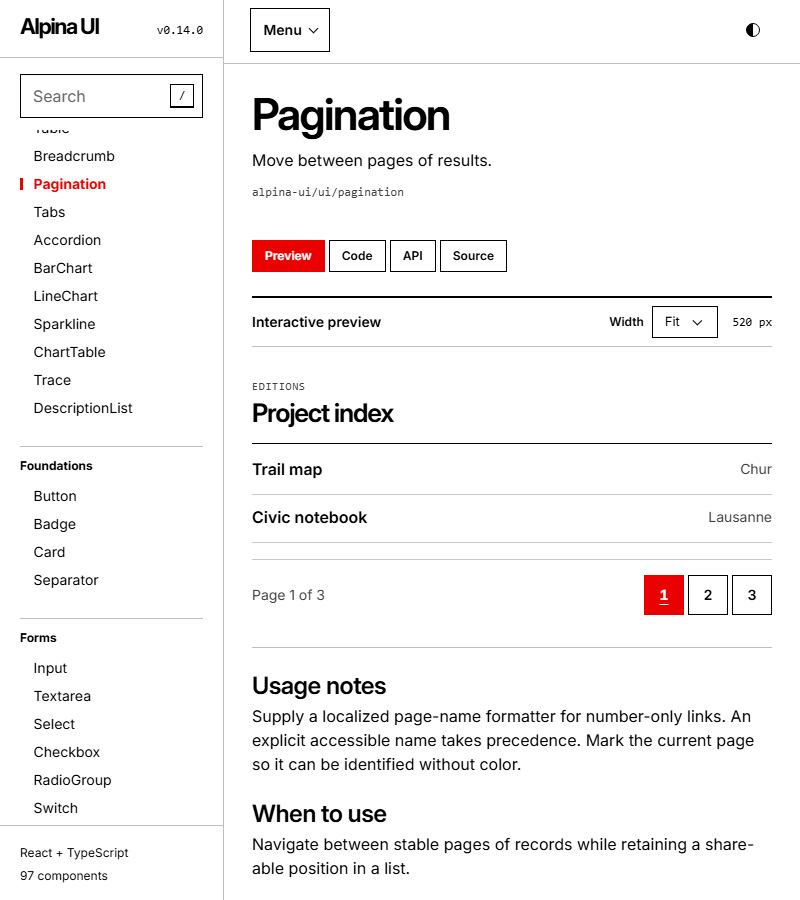 Alpina UI
v0.14.0
Search
/
Breadcrumb
Pagination
Tabs
Accordion
BarChart
LineChart
Sparkline
ChartTable
Trace
DescriptionList
Foundations
Button
Badge
Card
Separator
Forms
Input
Textarea
Select
Checkbox
RadioGroup
Switch
React + TypeScript
97 components
Menu
Pagination
Move between pages of results.
alpina-ui/ui/pagination
Preview Code API Source
Interactive preview
Width Fit 520 px
EDITIONS
Project index
Trail map Chur
Civic notebook Lausanne
Page 1 of 3
1 2 3
Usage notes
Supply a localized page-name formatter for number-only links. An
explicit accessible name takes precedence. Mark the current page
so it can be identified without color.
When to use
Navigate between stable pages of records while retaining a share-
able position in a list.